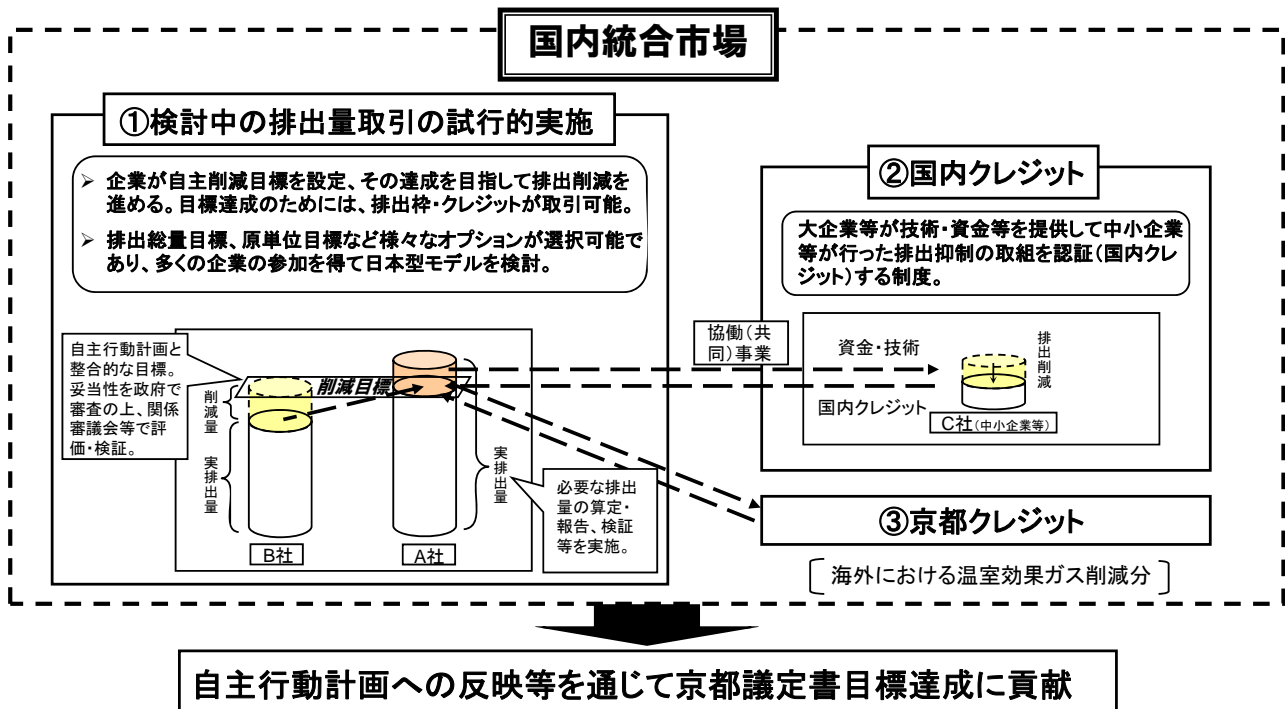 国内統合市場
①検討中の排出量取引の試行的実施
➢ 企業が自主削減目標を設定、その達成を目指して排出削減を
進める。目標達成のためには、排出枠・クレジットが取引可能。
➢ 排出総量目標、原単位目標など様々なオプションが選択可能で
あり、多くの企業の参加を得て日本型モデルを検討。
自主行動計画と
整合的な目標。
妥当性を政府で
審査の上、関係
審議会等で評
価・検証。
削減目標
削減量
実排出量
実排出量
B社
A社
必要な排出
量の算定・
報告、検証
等を実施。
②国内クレジット
大企業等が技術・資金等を提供して中小企業
等が行った排出抑制の取組を認証(国内クレ
ジット)する制度。
協働(共
同)事業
資金・技術
排出削減
国内クレジット
C社(中小企業等)
③京都クレジット
海外における温室効果ガス削減分
自主行動計画への反映等を通じて京都議定書目標達成に貢献